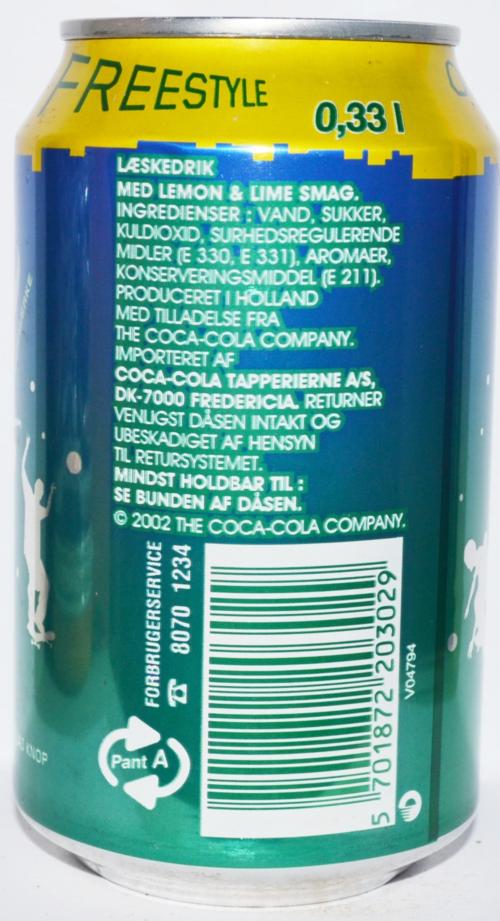 FREESTYLE
0,33 l
LÆSKEDRIK
MED LEMON & LIME SMAG.
INGREDIENSER : VAND, SUKKER,
KULDIOXID, SURHEDSREGULERENDE
MIDLER (E 330, E 331), AROMAER,
KONSERVERINGSMIDDEL (E 211).
PRODUCERET I HOLLAND
MED TILLADELSE FRA
THE COCA-COLA COMPANY.
IMPORTERET AF
COCA-COLA TAPPERIERNE A/S,
DK-7000 FREDERICIA. RETURNER
VENLIGST DÅSEN INTAKT OG
UBESKADIGET AF HENSYN
TIL RETURSYSTEMET.
MINDST HOLDBAR TIL :
SE BUNDEN AF DÅSEN.
© 2002 THE COCA-COLA COMPANY.
FORBRUGERSERVICE
☎ 8070 1234
Pant A
5 701872 203029
V04794
KNOP